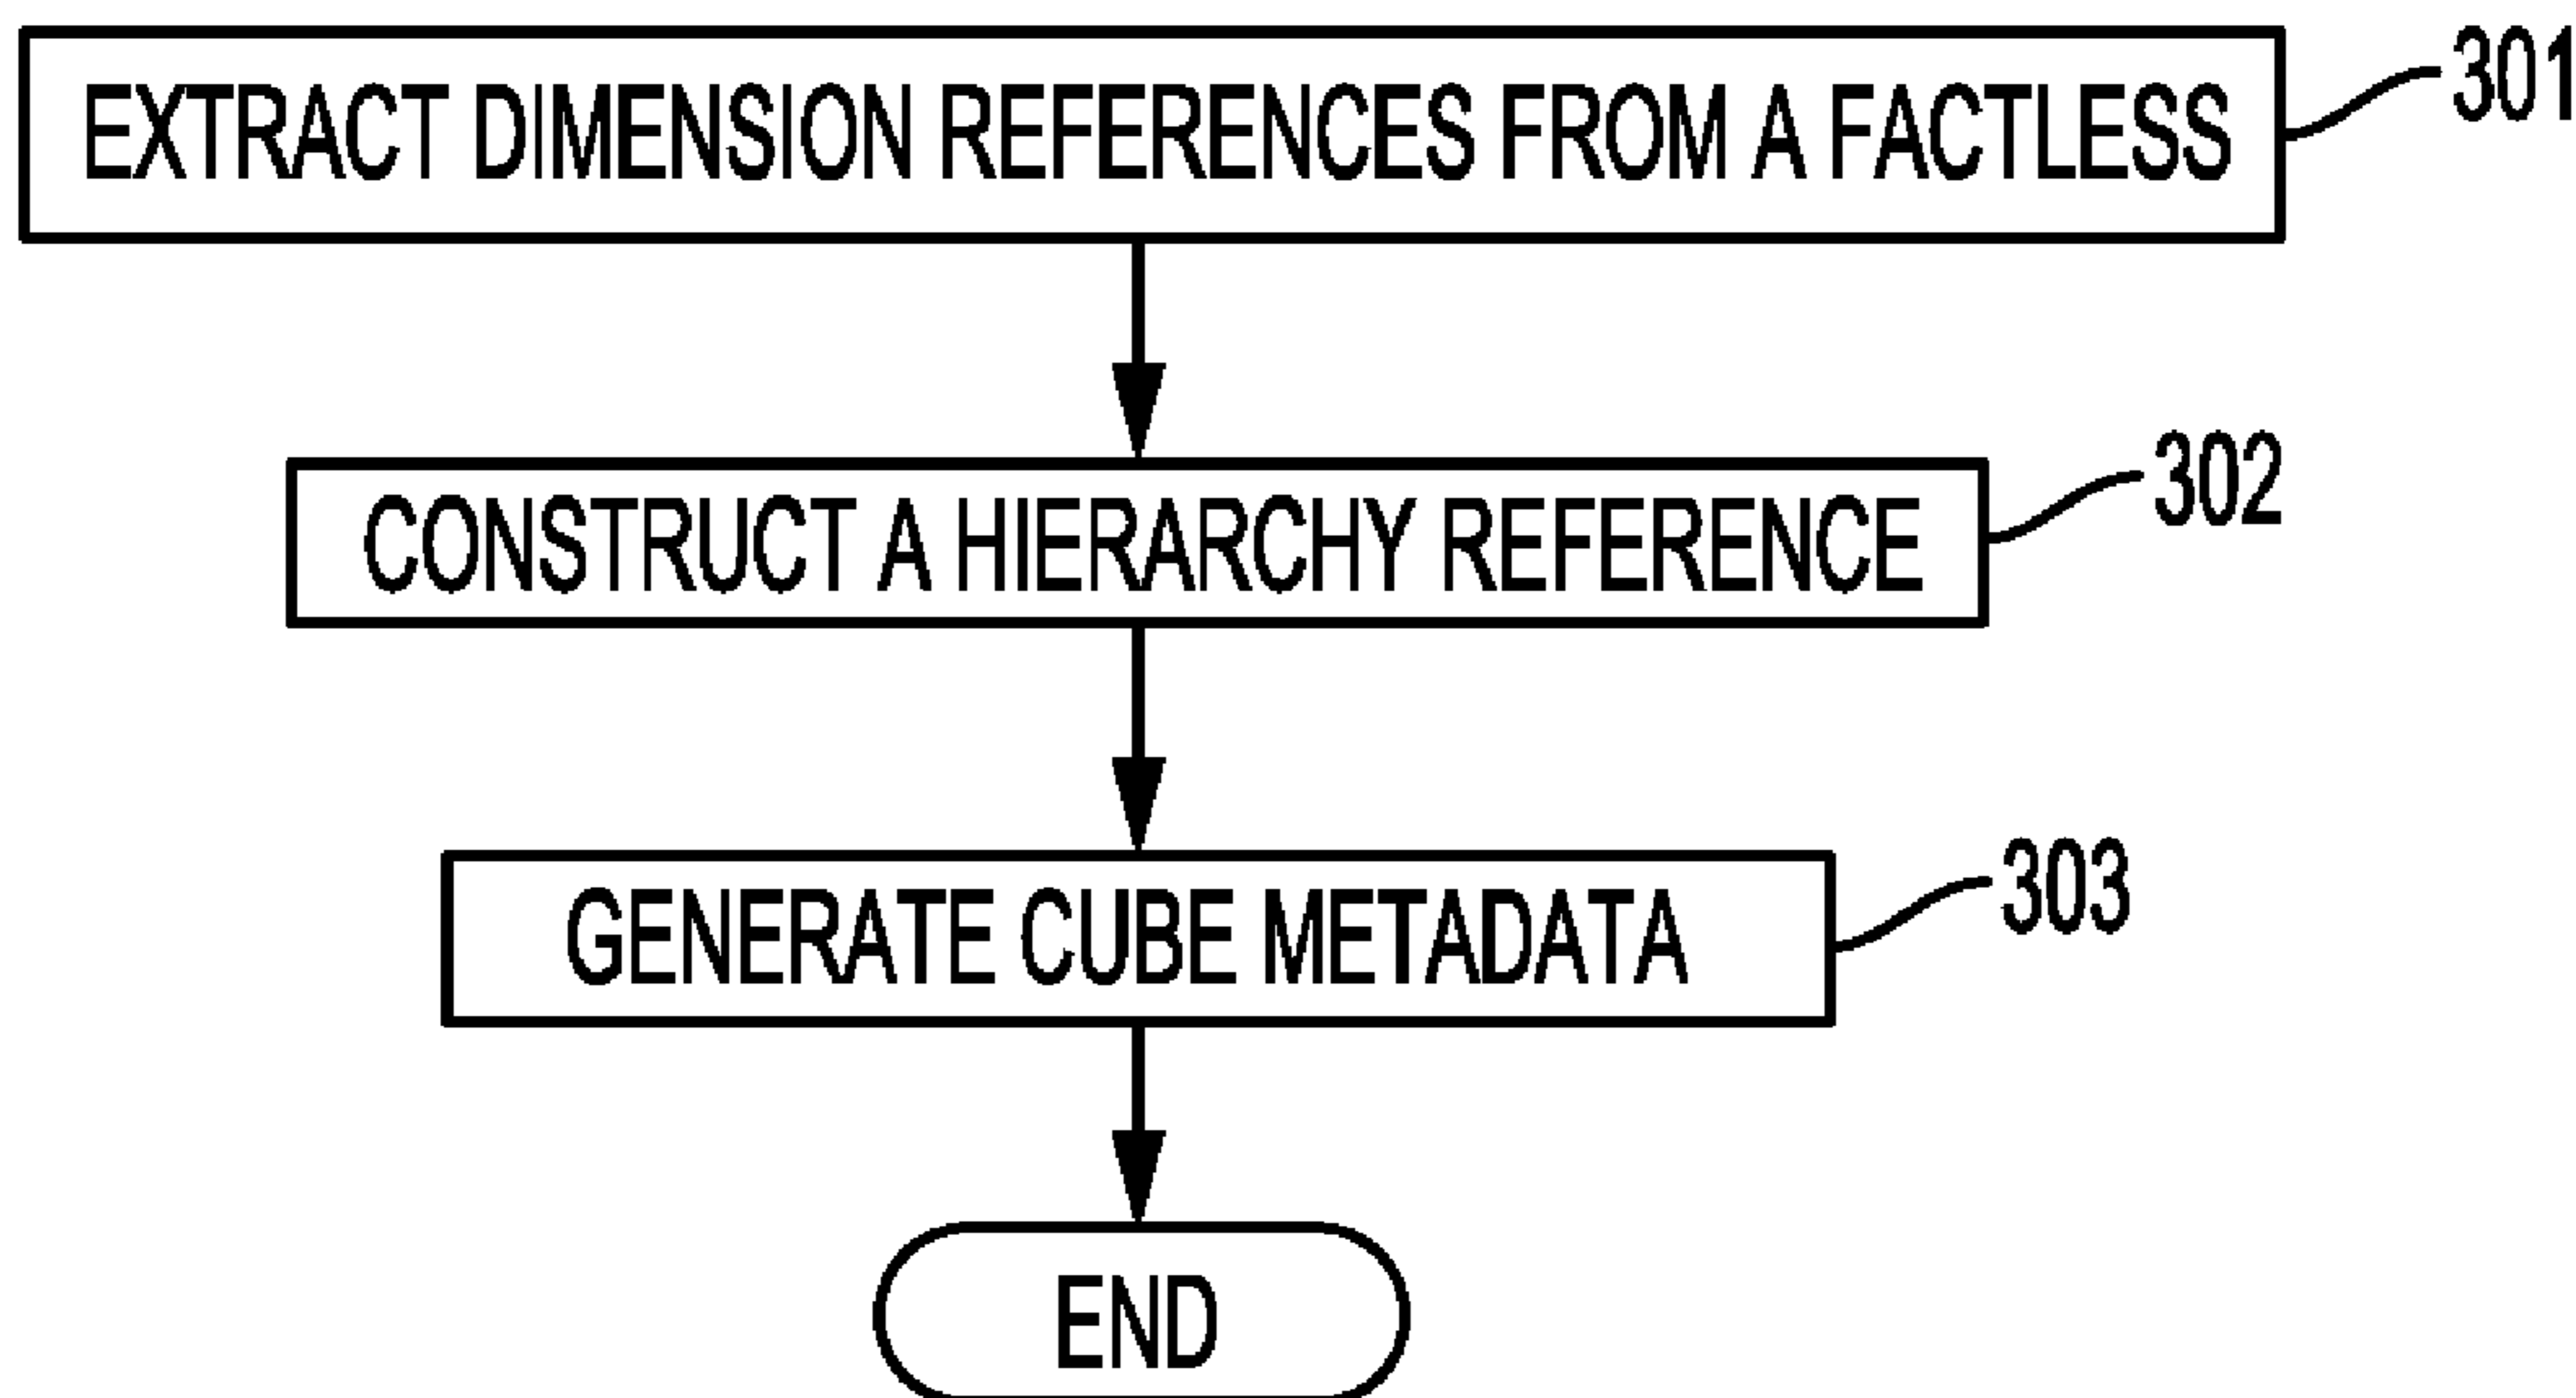 EXTRACT DIMENSION REFERENCES FROM A FACTLESS
301
CONSTRUCT A HIERARCHY REFERENCE
302
GENERATE CUBE METADATA
303
END